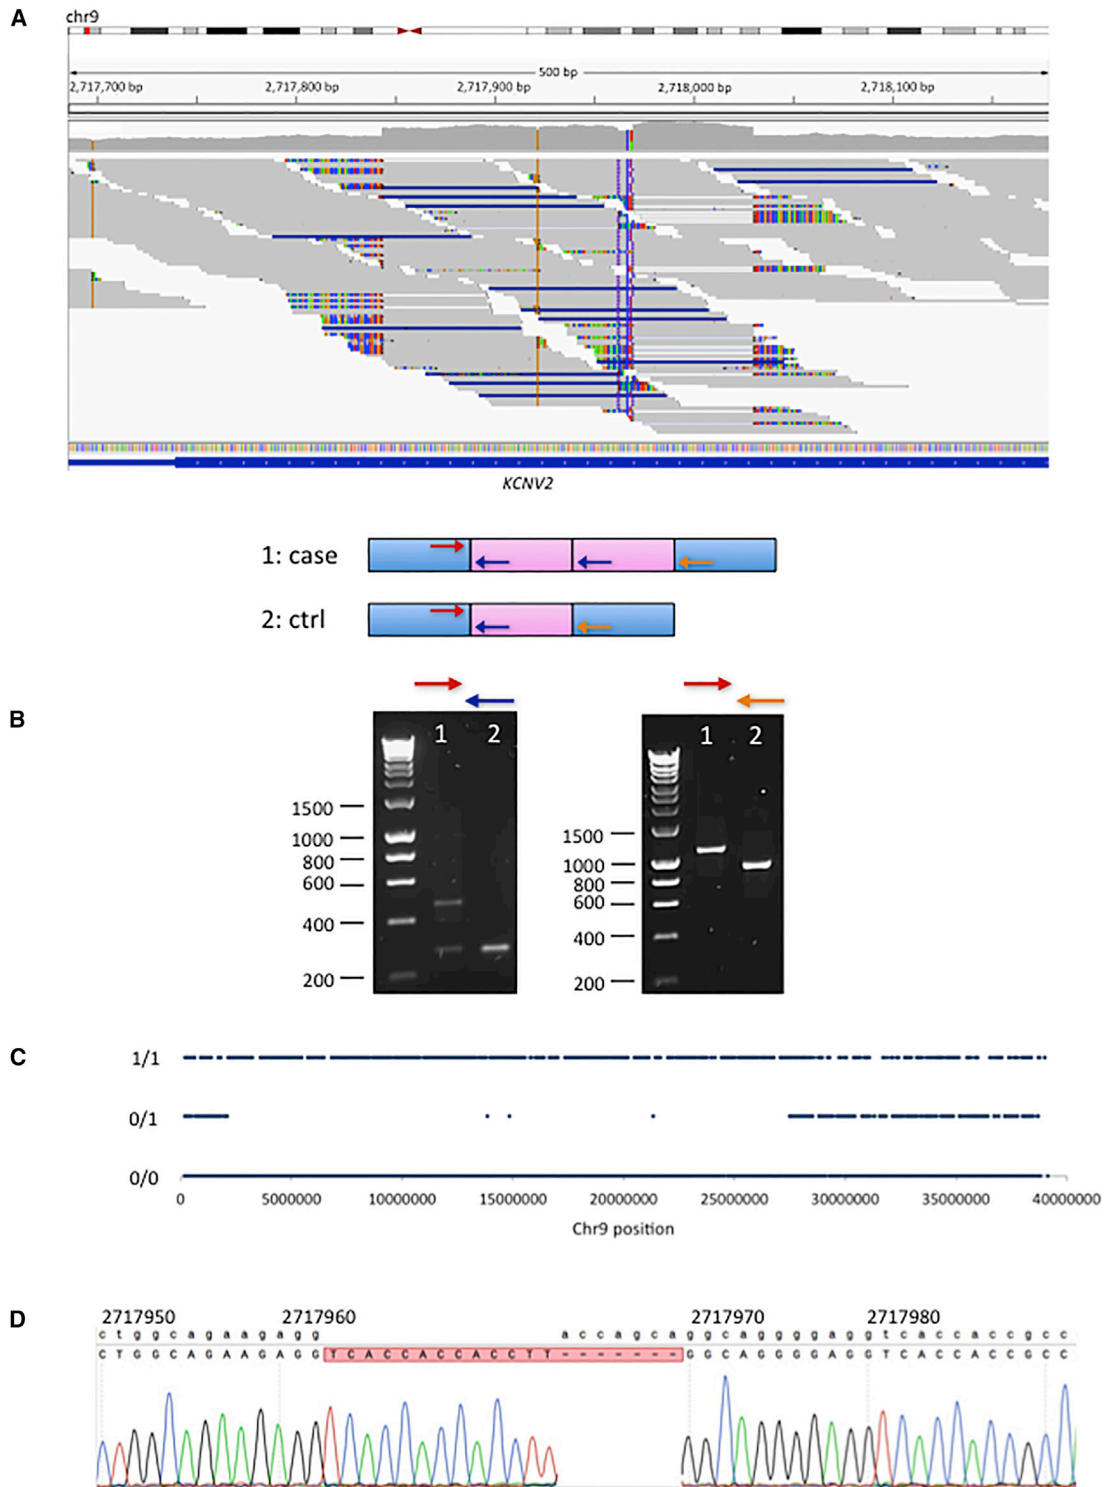 A
chr9
500 bp
2,717,700 bp 2,717,800 bp 2,717,900 bp 2,718,000 bp 2,718,100 bp
KCNV2
1: case
2: ctrl
B
1 2
1500
1000
800
600
400
200
1 2
1500
1000
800
600
400
200
C
1/1
0/1
0/0
0 50000000 10000000 15000000 20000000 25000000 30000000 35000000 40000000
Chr9 position
D
2717950 2717960 2717970 2717980
c t g g c a g a a g a g g a c c a g c a g g c a g g g g a g g t c a c c a c c g c c
C T G G C A G A A G A G G T C A C C A C C A C C T T - - - - - - - G G C A G G G G A G G T C A C C A C C G C C